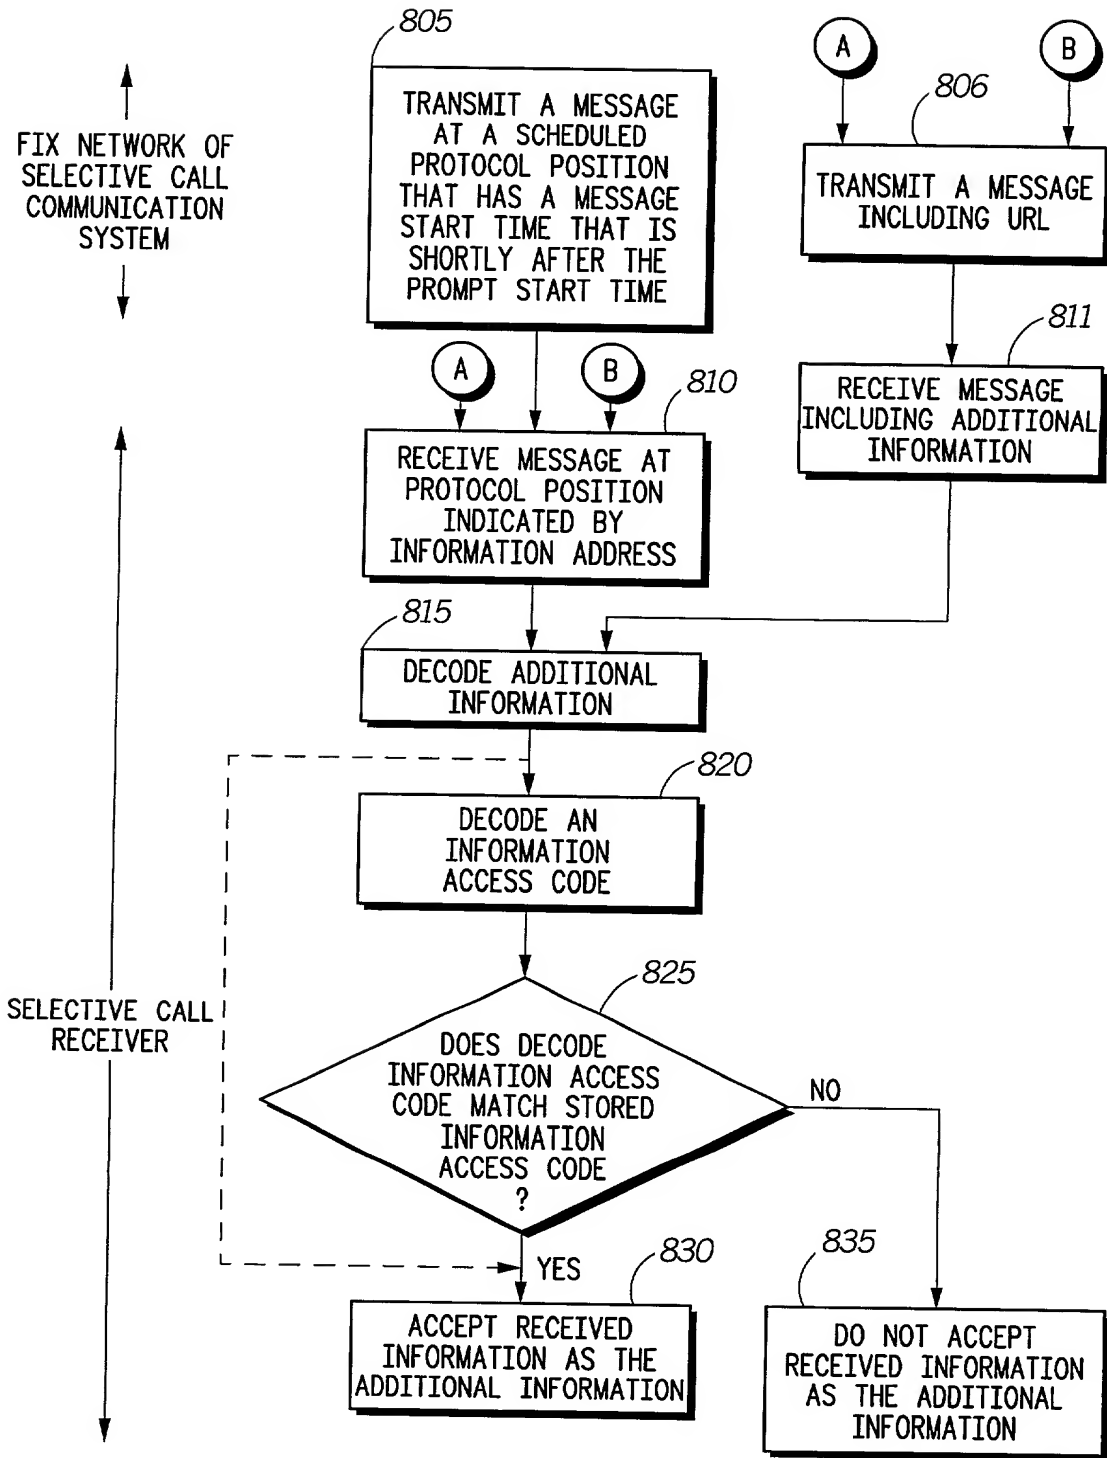 805
TRANSMIT A MESSAGE
AT A SCHEDULED
PROTOCOL POSITION
THAT HAS A MESSAGE
START TIME THAT IS
SHORTLY AFTER THE
PROMPT START TIME
A
B
806
TRANSMIT A MESSAGE
INCLUDING URL
FIX NETWORK OF
SELECTIVE CALL
COMMUNICATION
SYSTEM
811
RECEIVE MESSAGE
INCLUDING ADDITIONAL
INFORMATION
A
B
810
RECEIVE MESSAGE AT
PROTOCOL POSITION
INDICATED BY
INFORMATION ADDRESS
815
DECODE ADDITIONAL
INFORMATION
820
DECODE AN
INFORMATION
ACCESS CODE
SELECTIVE CALL
RECEIVER
825
DOES DECODE
INFORMATION ACCESS
CODE MATCH STORED
INFORMATION
ACCESS CODE
?
NO
YES
830
ACCEPT RECEIVED
INFORMATION AS THE
ADDITIONAL INFORMATION
835
DO NOT ACCEPT
RECEIVED INFORMATION
AS THE ADDITIONAL
INFORMATION